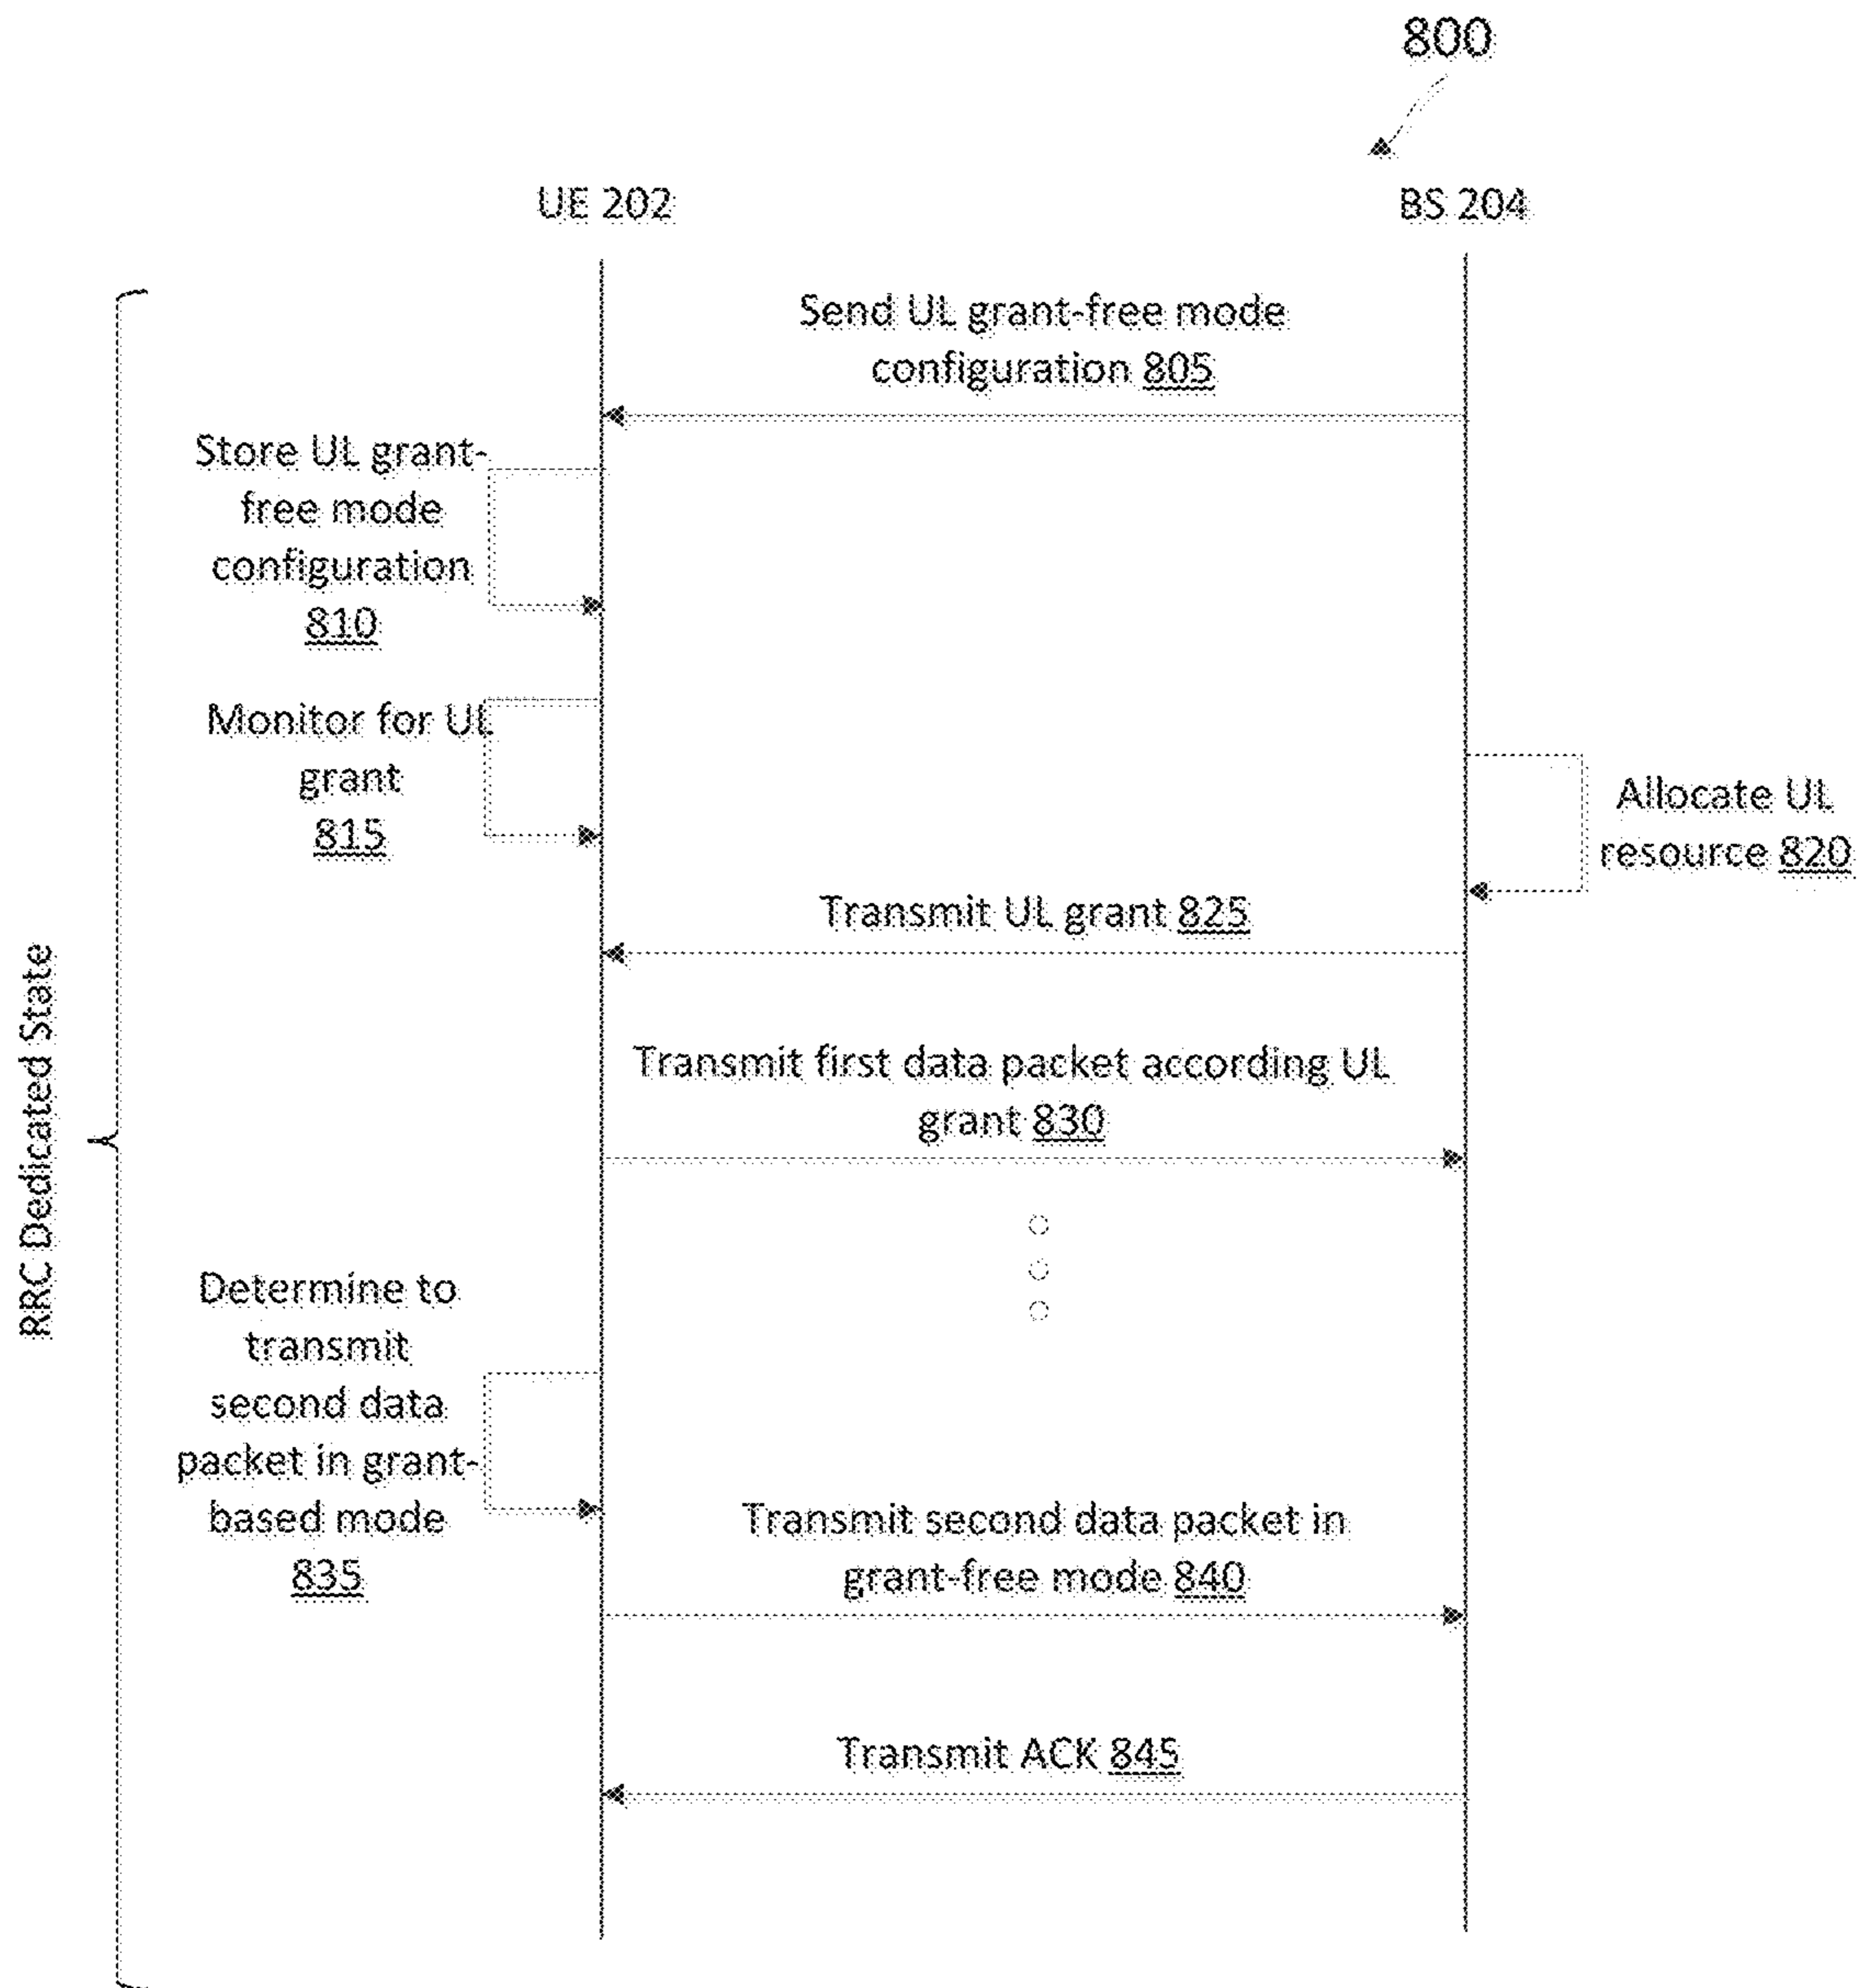 800
UE 202
BS 204
Send UL grant-free mode
configuration 805
Store UL grant-
free mode
configuration
810
Monitor for UL
grant
815
Allocate UL
resource 820
Transmit UL grant 825
RRC Dedicated State
Transmit first data packet according UL
grant 830
Determine to
transmit
second data
packet in grant-
based mode
835
Transmit second data packet in
grant-free mode 840
Transmit ACK 845